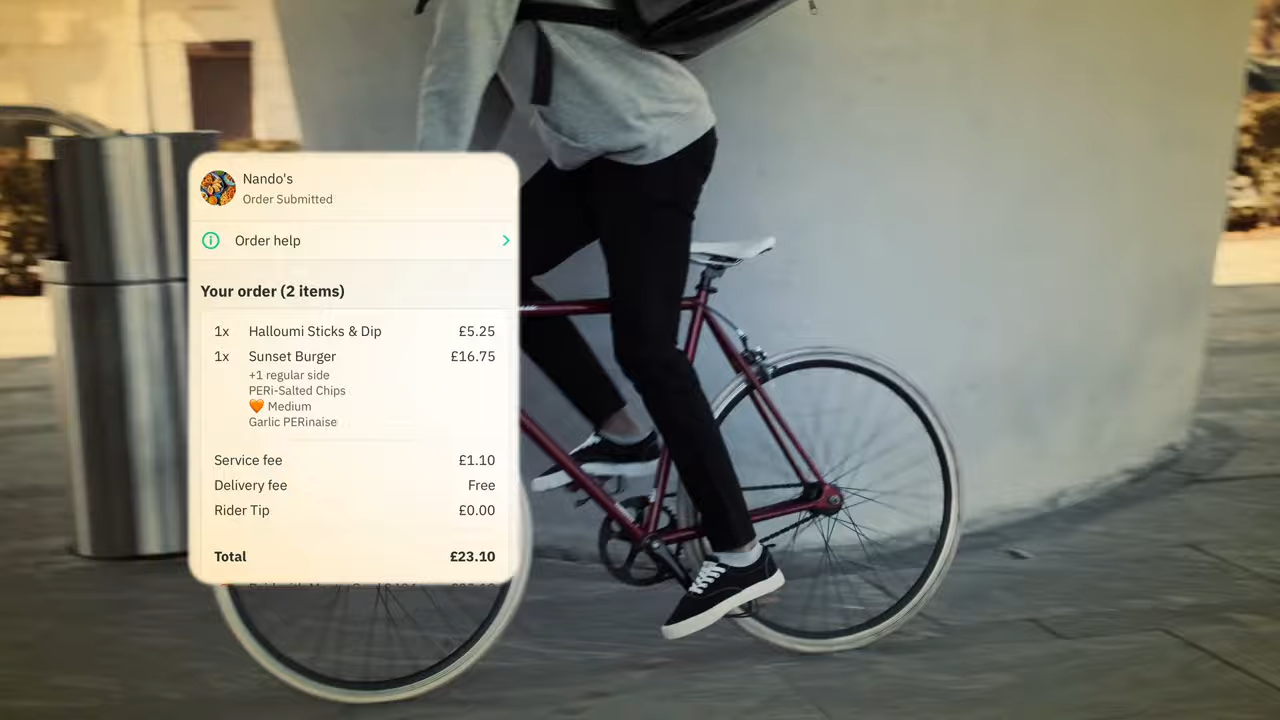 Nando's
Order Submitted
Order help
Your order (2 items)
1x Halloumi Sticks & Dip £5.25
1x Sunset Burger £16.75
+1 regular side
PERi-Salted Chips
🧡 Medium
Garlic PERinaise
Service fee £1.10
Delivery fee Free
Rider Tip £0.00
Total £23.10